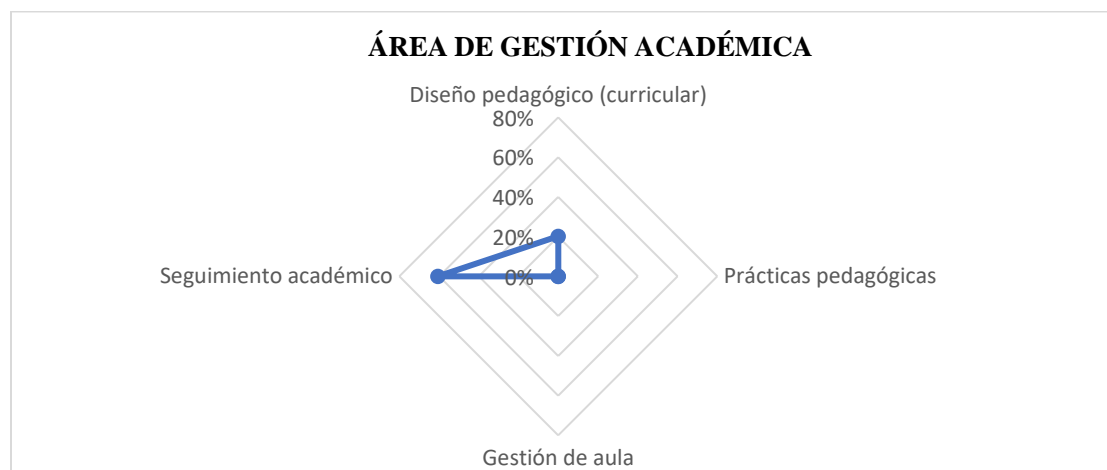 ÁREA DE GESTIÓN ACADÉMICA
Diseño pedagógico (curricular)
80%
60%
40%
20%
0%
Seguimiento académico
Prácticas pedagógicas
Gestión de aula